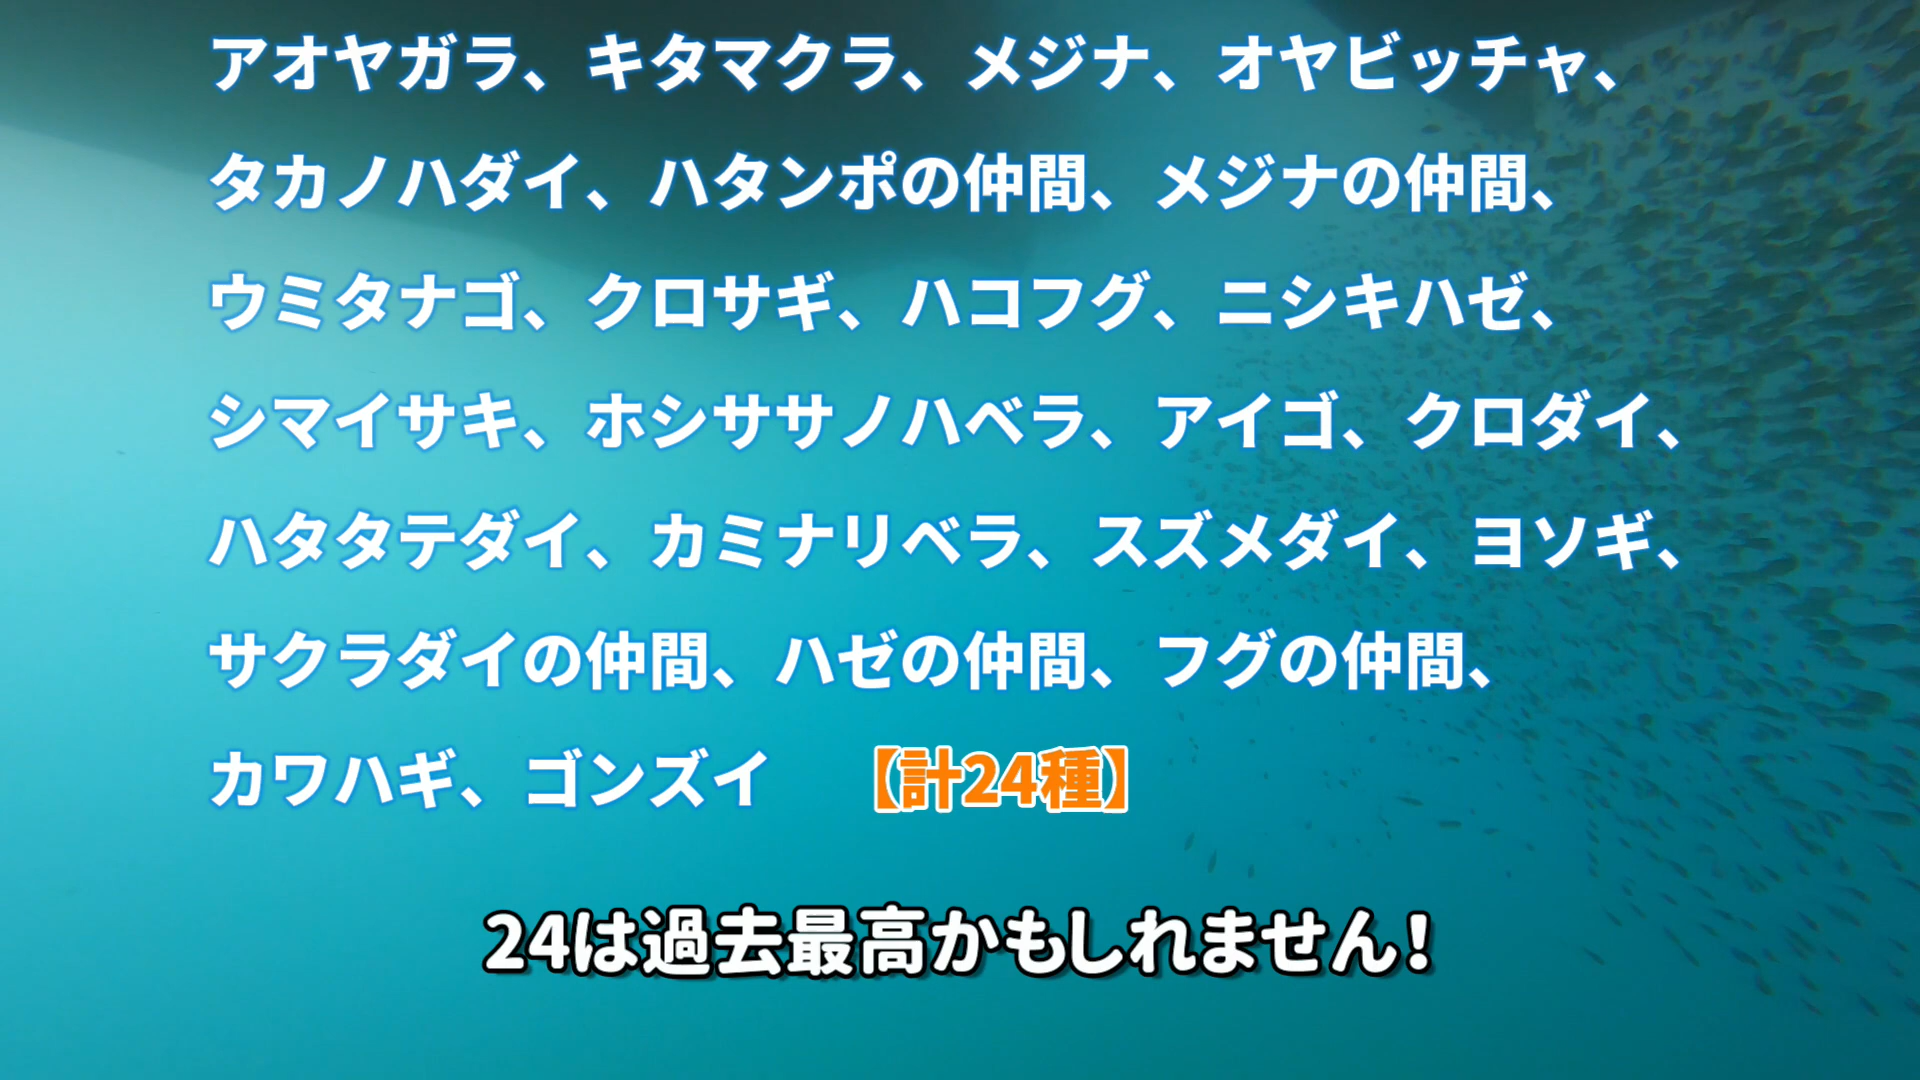 アオヤガラ、キタマクラ、メジナ、オヤビッチャ、
タカノハダイ、ハタンポの仲間、メジナの仲間、
ウミタナゴ、クロサギ、ハコフグ、ニシキハゼ、
シマイサキ、ホシササノハベラ、アイゴ、クロダイ、
ハタタテダイ、カミナリベラ、スズメダイ、ヨソギ、
サクラダイの仲間、ハゼの仲間、フグの仲間、
カワハギ、ゴンズイ 【計24種】
24は過去最高かもしれません!